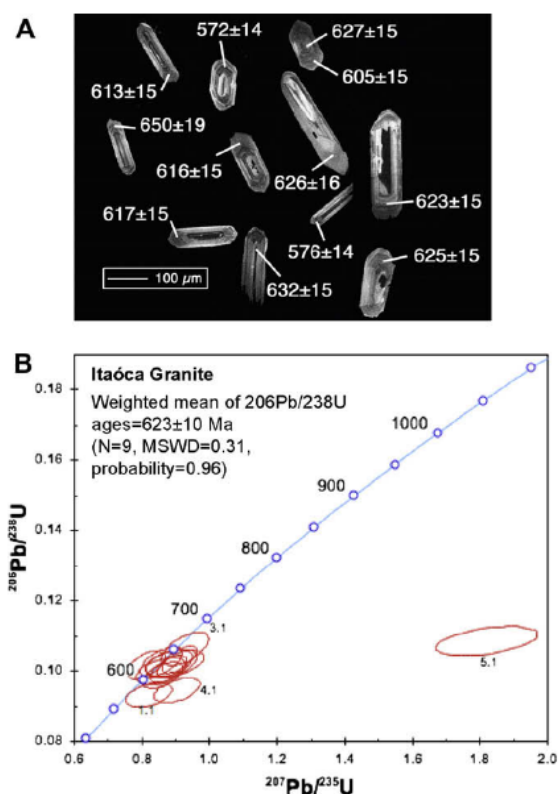 A
572±14
627±15
613±15
605±15
650±19
616±15
626±16
623±15
617±15
576±14
625±15
100 µm
632±15
B
Itaóca Granite
Weighted mean of 206Pb/238U
ages=623±10 Ma
(N=9, MSWD=0.31,
probability=0.96)
0.18
0.16
0.14
0.12
0.10
0.08
206Pb/238U
1000
900
800
700
3.1
600
1.1
4.1
5.1
0.6 0.8 1.0 1.2 1.4 1.6 1.8 2.0
207Pb/235U